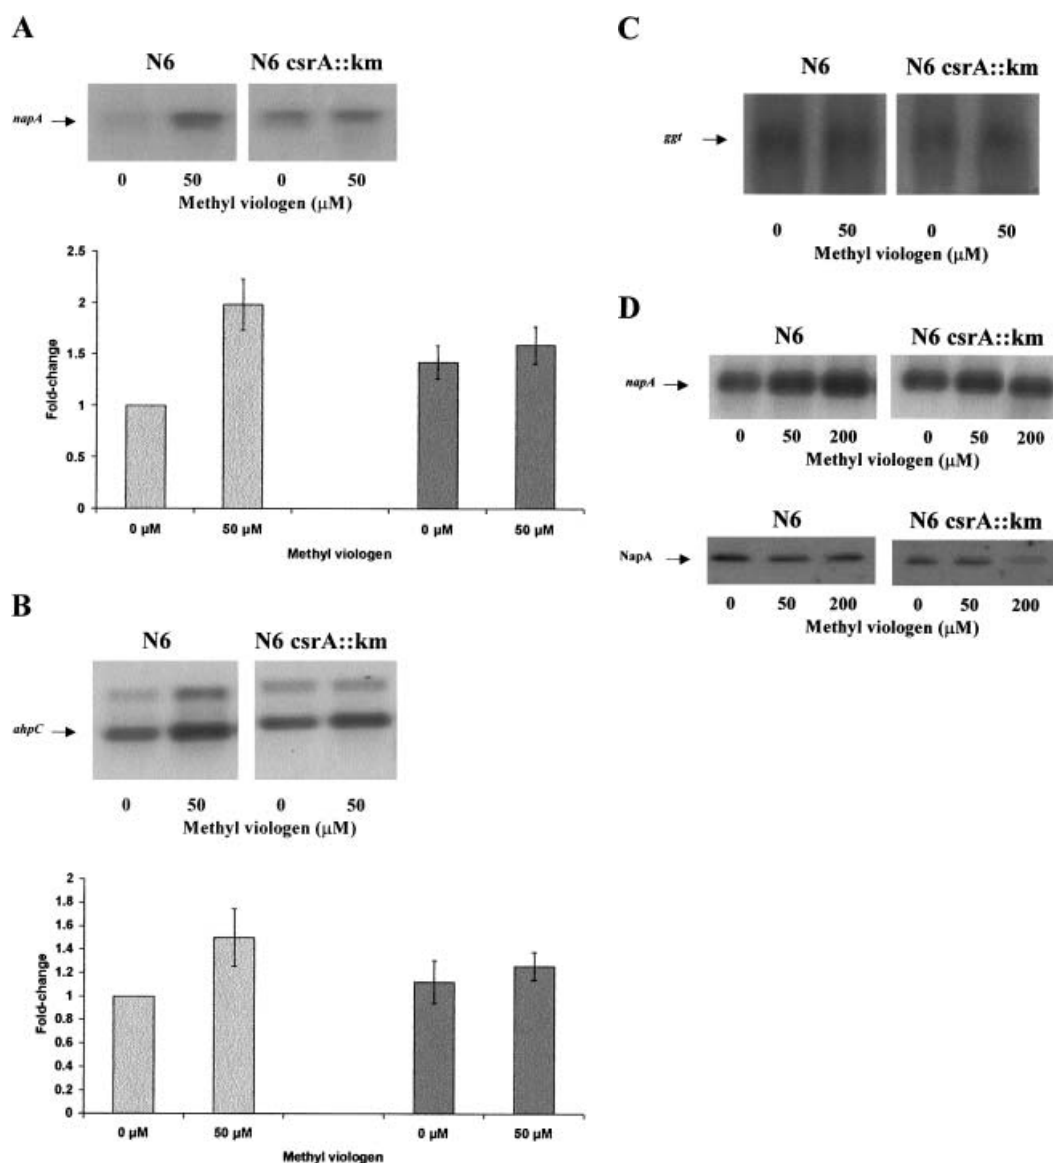 A
N6 N6 csrA::km
napA
0 50 0 50
Methyl viologen (µM)
2.5
2
1.5
1
0.5
0
Fold-change
0 µM 50 µM 0 µM 50 µM
Methyl viologen
B
N6 N6 csrA::km
ahpC
0 50 0 50
Methyl viologen (µM)
2
1.8
1.6
1.4
1.2
1
0.8
0.6
0.4
0.2
0
Fold-change
0 µM 50 µM 0 µM 50 µM
Methyl viologen
C
N6 N6 csrA::km
ggt
0 50 0 50
Methyl viologen (µM)
D
N6 N6 csrA::km
napA
0 50 200 0 50 200
Methyl viologen (µM)
N6 N6 csrA::km
NapA
0 50 200 0 50 200
Methyl viologen (µM)